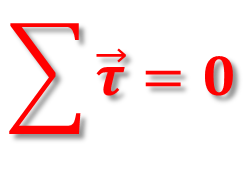 ∑ τ⃗ = 0